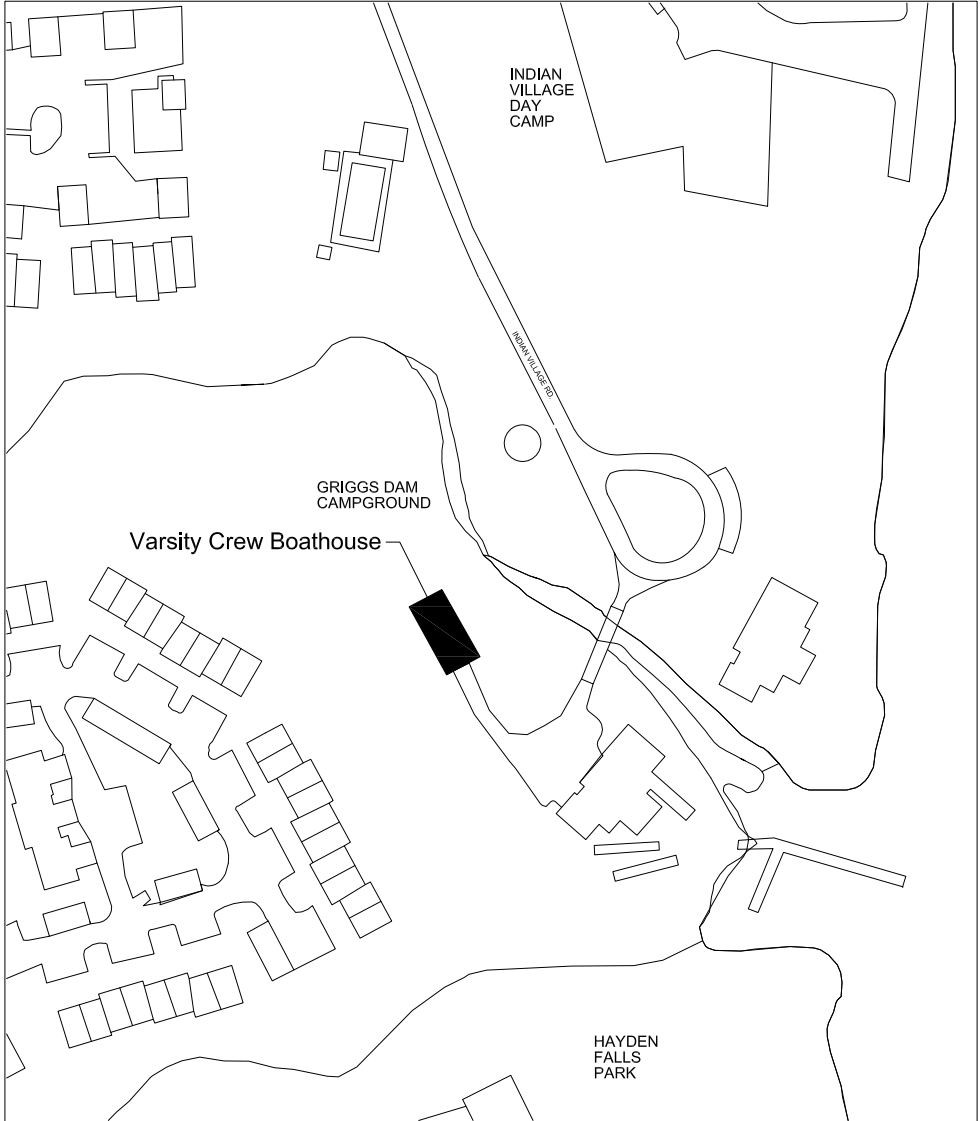 INDIAN
VILLAGE
DAY
CAMP
INDIAN VILLAGE RD.
GRIGGS DAM
CAMPGROUND
Varsity Crew Boathouse
HAYDEN
FALLS
PARK